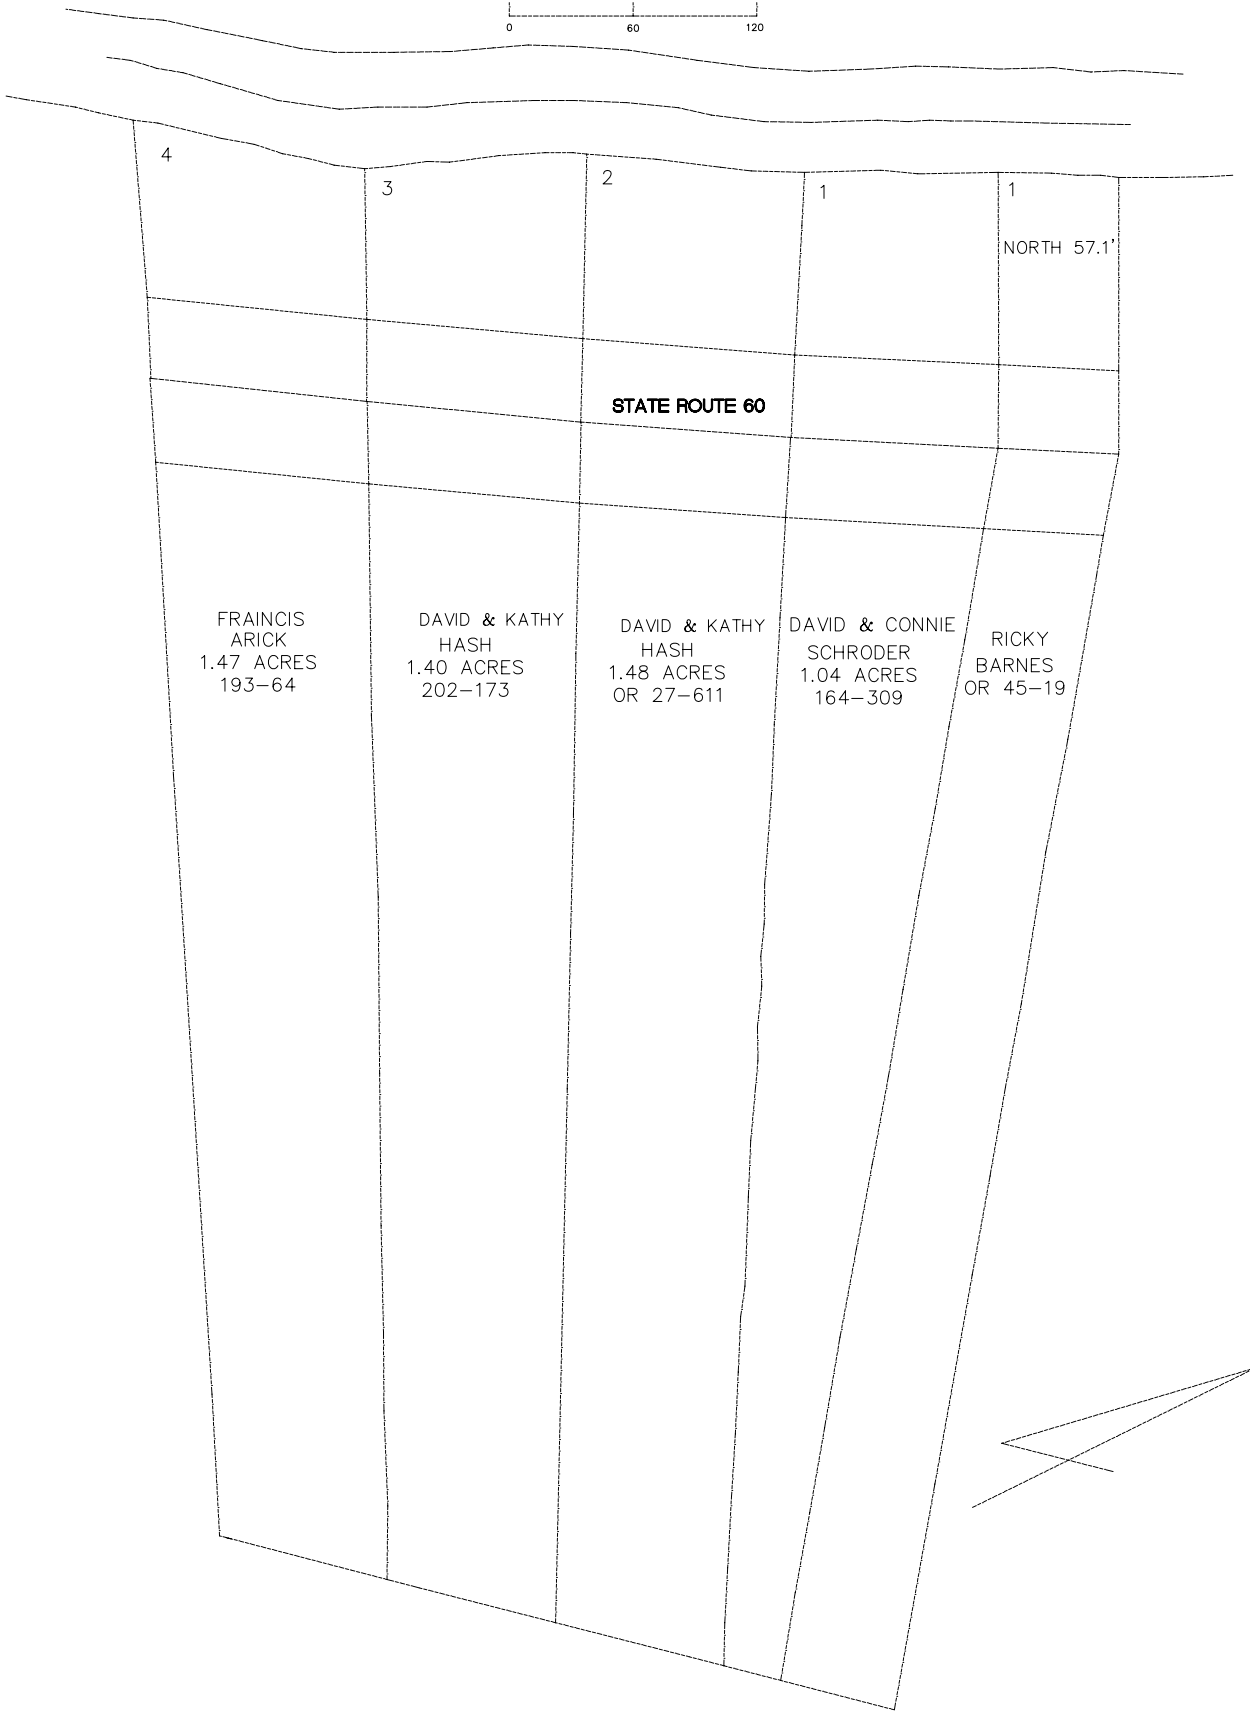 0 60 120
4
3
2
1
1
NORTH 57.1'
STATE ROUTE 60
FRAINCIS
ARICK
1.47 ACRES
193-64
DAVID & KATHY
HASH
1.40 ACRES
202-173
DAVID & KATHY
HASH
1.48 ACRES
OR 27-611
DAVID & CONNIE
SCHRODER
1.04 ACRES
164-309
RICKY
BARNES
OR 45-19